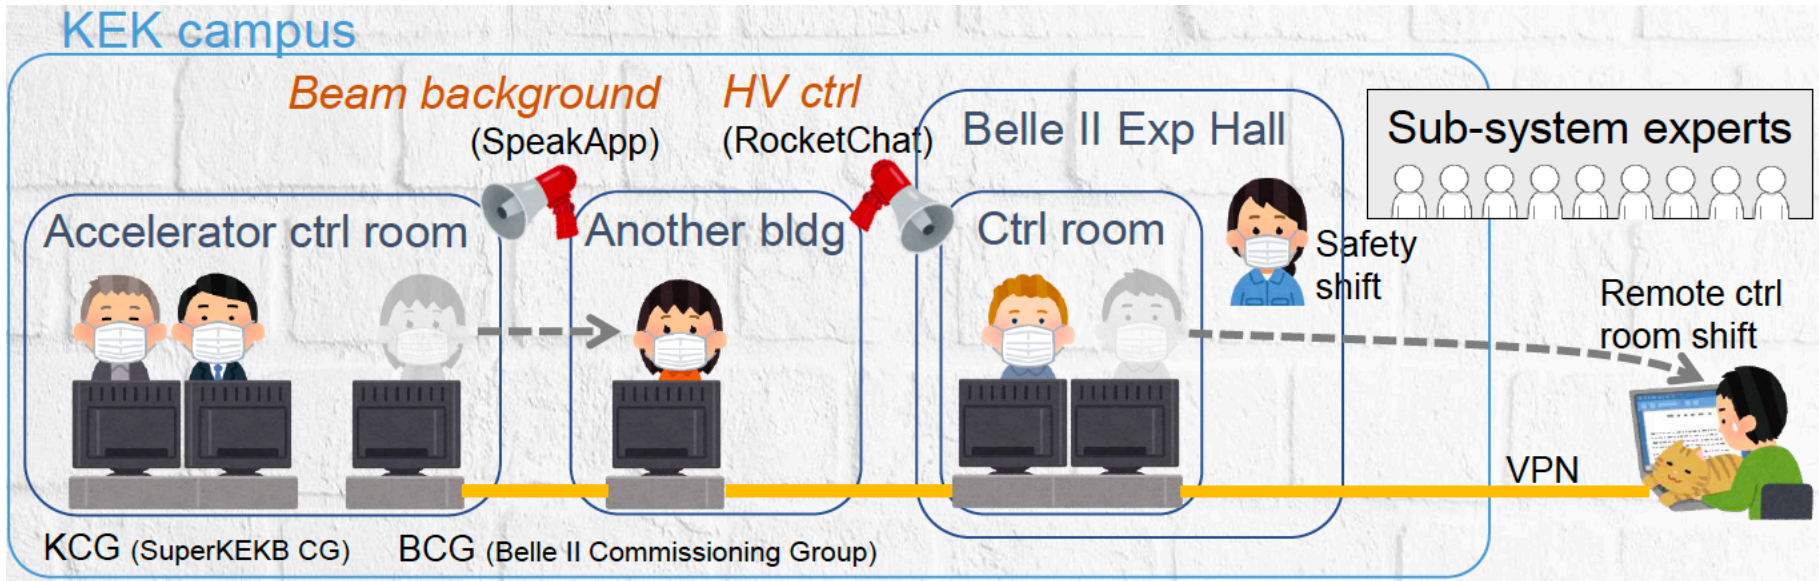 KEK campus
Beam background
(SpeakApp)
HV ctrl
(RocketChat)
Belle II Exp Hall
Sub-system experts
Accelerator ctrl room
Another bldg
Ctrl room
Safety
shift
Remote ctrl
room shift
VPN
KCG (SuperKEKB CG)
BCG (Belle II Commissioning Group)